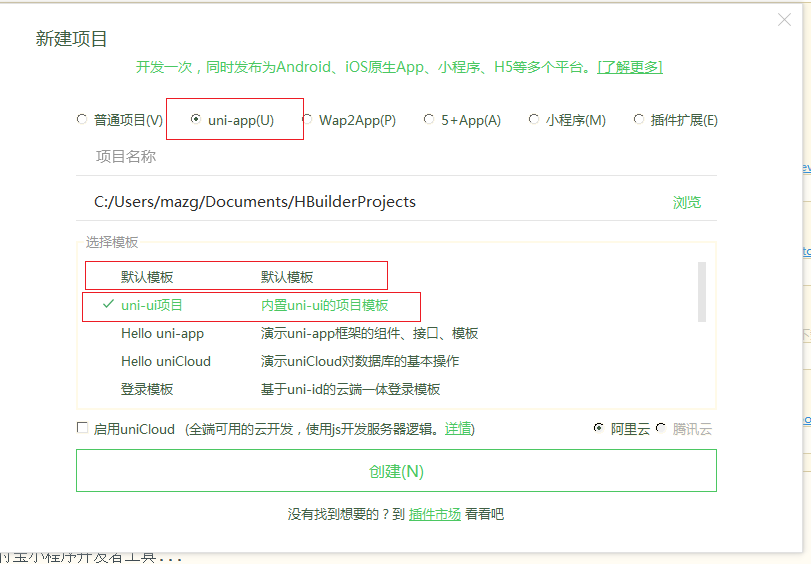 新建项目
开发一次，同时发布为Android、iOS原生App、小程序、H5等多个平台。[了解更多]
普通项目(V) uni-app(U) Wap2App(P) 5+App(A) 小程序(M) 插件扩展(E)
项目名称
C:/Users/mazg/Documents/HBuilderProjects 浏览
选择模板
默认模板 默认模板
uni-ui项目 内置uni-ui的项目模板
Hello uni-app 演示uni-app框架的组件、接口、模板
Hello uniCloud 演示uniCloud对数据库的基本操作
登录模板 基于uni-id的云端一体登录模板
启用uniCloud (全端可用的云开发，使用js开发服务器逻辑。详情) 阿里云 腾讯云
创建(N)
没有找到想要的？到 插件市场 看看吧
付宝小程序开发者工具...